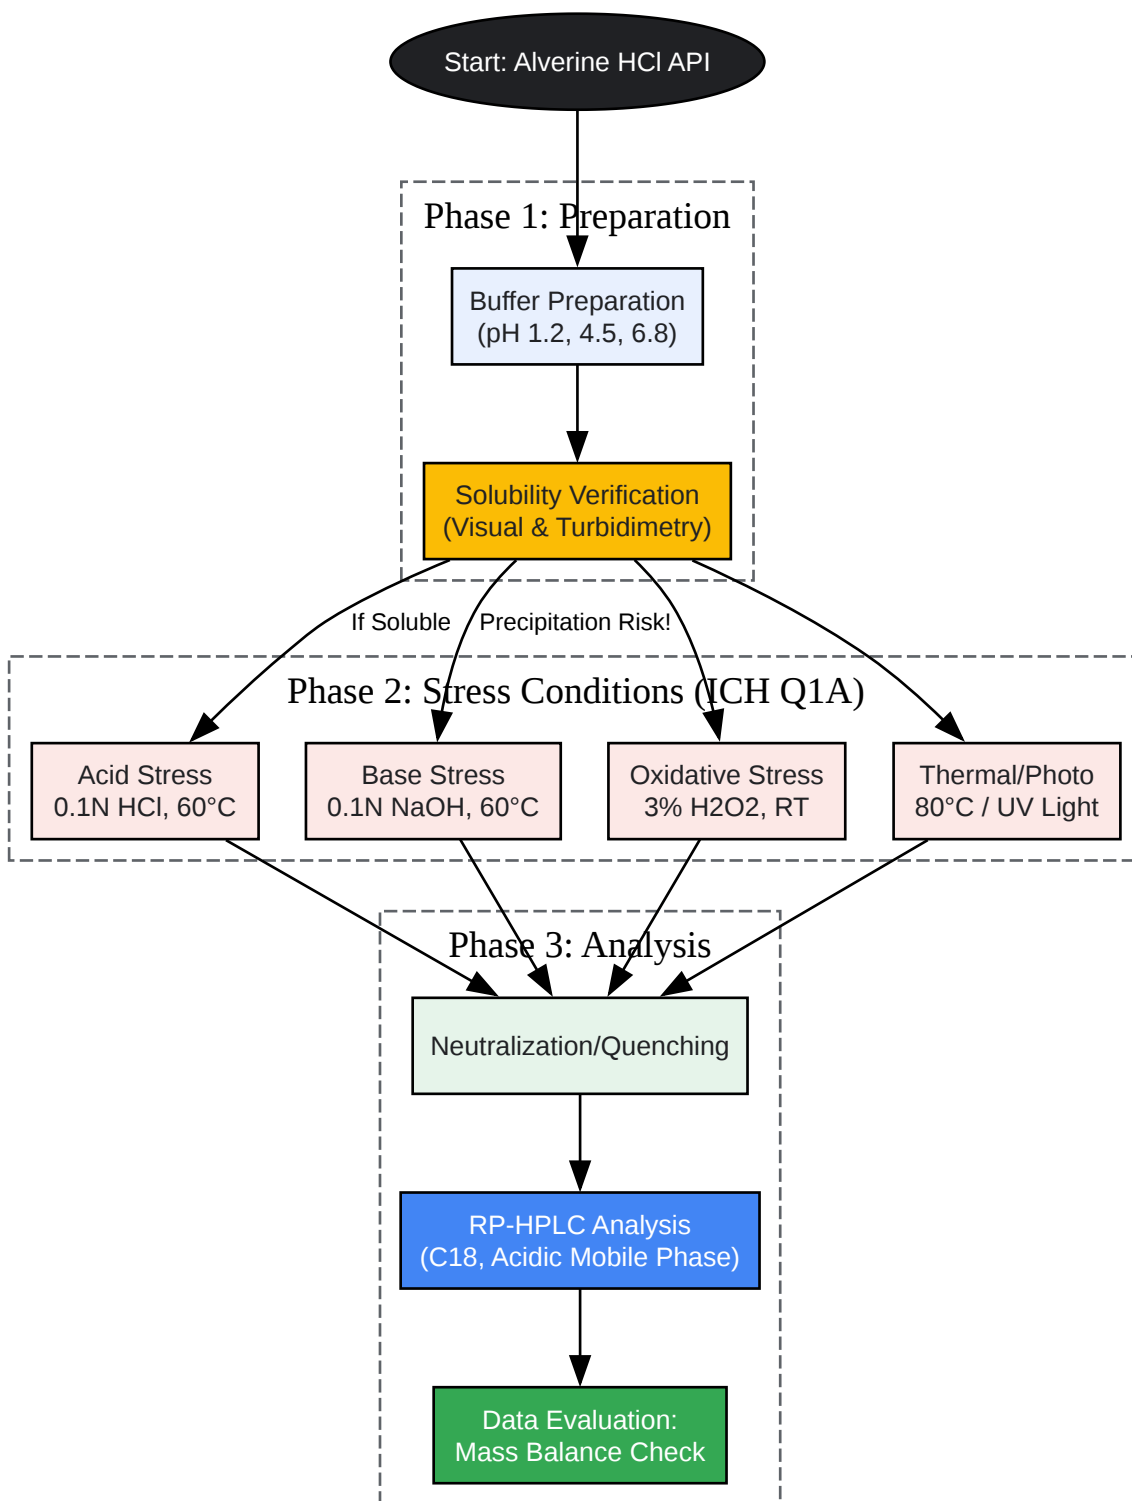 Start: Alverine HCl API
Phase 1: Preparation
Buffer Preparation
(pH 1.2, 4.5, 6.8)
Solubility Verification
(Visual & Turbidimetry)
If Soluble
Precipitation Risk!
Phase 2: Stress Conditions (ICH Q1A)
Acid Stress
0.1N HCl, 60°C
Base Stress
0.1N NaOH, 60°C
Oxidative Stress
3% H2O2, RT
Thermal/Photo
80°C / UV Light
Phase 3: Analysis
Neutralization/Quenching
RP-HPLC Analysis
(C18, Acidic Mobile Phase)
Data Evaluation:
Mass Balance Check